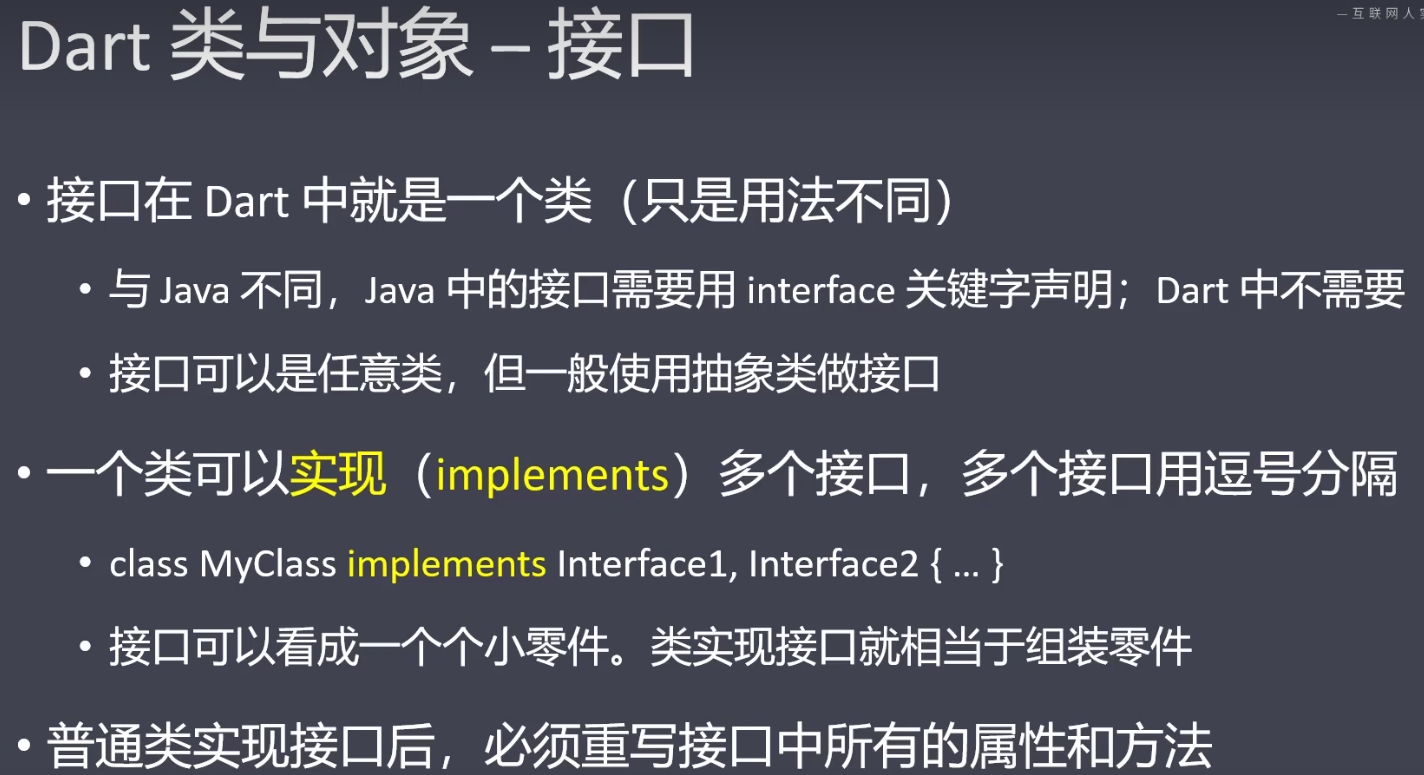 一互联网人
Dart 类与对象 – 接口
• 接口在 Dart 中就是一个类（只是用法不同）
• 与 Java 不同，Java 中的接口需要用 interface 关键字声明；Dart 中不需要
• 接口可以是任意类，但一般使用抽象类做接口
• 一个类可以实现（implements）多个接口，多个接口用逗号分隔
• class MyClass implements Interface1, Interface2 { ... }
• 接口可以看成一个个小零件。类实现接口就相当于组装零件
• 普通类实现接口后，必须重写接口中所有的属性和方法